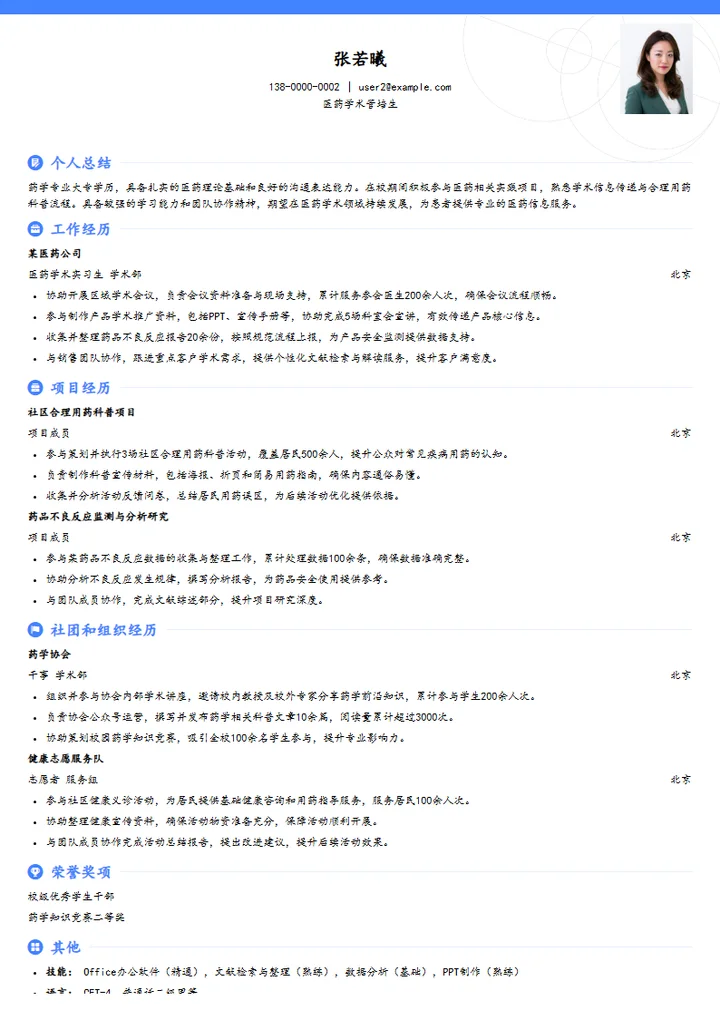 张若曦
138-0000-0002 | user2@example.com
医药学术管培生
个人总结
药学专业大专学历，具备扎实的医药理论基础和良好的沟通表达能力。在校期间积极参与医药相关实践项目，熟悉学术信息传递与合理用药
科普流程。具备敏强的学习能力和团队协作精神，期望在医药学术领域持续发展，为患者提供专业的医药信息服务。
工作经历
某医药公司
医药学术实习生 学术部 北京
• 协助开展区域学术会议，负责会议资料准备与现场支持，累计服务参会医生200余人次，确保会议流程顺畅。
• 参与制作产品学术推广资料，包括PPT、宣传手册等，协助完成5场科室会宣讲，有效传递产品核心信息。
• 收集并整理药品不良反应报告20余份，按照规范流程上报，为产品安全监测提供数据支持。
• 与销售团队协作，跟进重点客户学术需求，提供个性化文献检索与解读服务，提升客户满意度。
项目经历
社区合理用药科普项目
项目成员 北京
• 参与策划并执行3场社区合理用药科普活动，覆盖居民500余人，提升公众对常见疾病用药的认知。
• 负责制作科普宣传材料，包括海报、折页和简易用药指南，确保内容通俗易懂。
• 收集并分析活动反馈问卷，总结居民用药误区，为后续活动优化提供依据。
药品不良反应监测与分析研究
项目成员 北京
• 参与某药品不良反应数据的收集与整理工作，累计处理数据100余条，确保数据准确完整。
• 协助分析不良反应发生规律，撰写分析报告，为药品安全使用提供参考。
• 与团队成员协作，完成文献综述部分，提升项目研究深度。
社团和组织经历
药学协会
干事 学术部 北京
• 组织并参与协会内部学术讲座，邀请校内教授及校外专家分享药学前沿知识，累计参与学生200余人次。
• 负责协会公众号运营，撰写并发布药学相关科普文章10余篇，阅读量累计超过3000次。
• 协助策划校园药学知识竞赛，吸引全校100余名学生参与，提升专业影响力。
健康志愿服务队
志愿者 服务组 北京
• 参与社区健康义诊活动，为居民提供基础健康咨询和用药指导服务，服务居民100余人次。
• 协助整理健康宣传资料，确保活动物资准备充分，保障活动顺利开展。
• 与团队成员协作完成活动总结报告，提出改进建议，提升后续活动效果。
荣誉奖项
校级优秀学生干部
药学知识竞赛二等奖
其他
• 技能： Office办公软件（精通），文献检索与整理（熟练），数据分析（基础），PPT制作（熟练）
• 语言： CET-4，普通话二级甲等